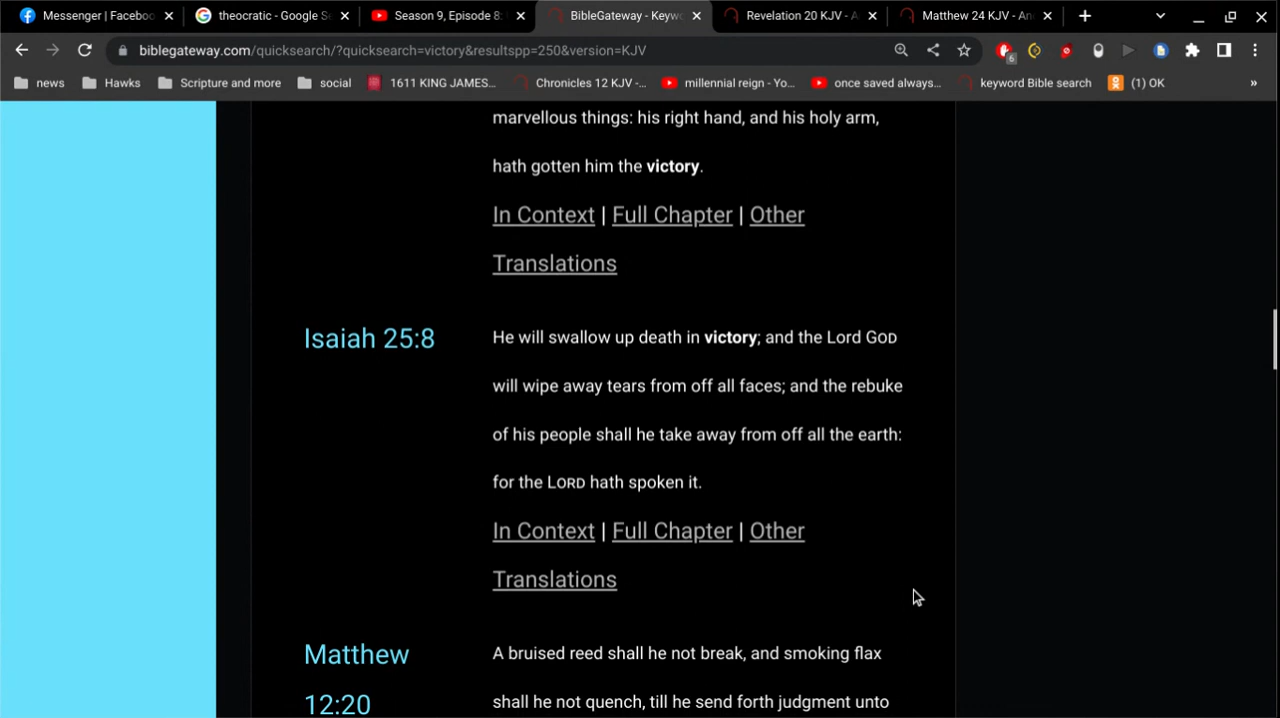 Messenger | Faceboo
theocratic - Google Se
Season 9, Episode 8:
BibleGateway - Keywo
Revelation 20 KJV - A
Matthew 24 KJV - An
biblegateway.com/quicksearch/?quicksearch=victory&resultspp=250&version=KJV
6
news
Hawks
Scripture and more
social
1611 KING JAMES...
Chronicles 12 KJV -...
millennial reign - Yo...
once saved always...
keyword Bible search
(1) OK
»
marvellous things: his right hand, and his holy arm,
hath gotten him the victory.
In Context | Full Chapter | Other
Translations
Isaiah 25:8
He will swallow up death in victory; and the Lord GOD
will wipe away tears from off all faces; and the rebuke
of his people shall he take away from off all the earth:
for the LORD hath spoken it.
In Context | Full Chapter | Other
Translations
Matthew
12:20
A bruised reed shall he not break, and smoking flax
shall he not quench, till he send forth judgment unto